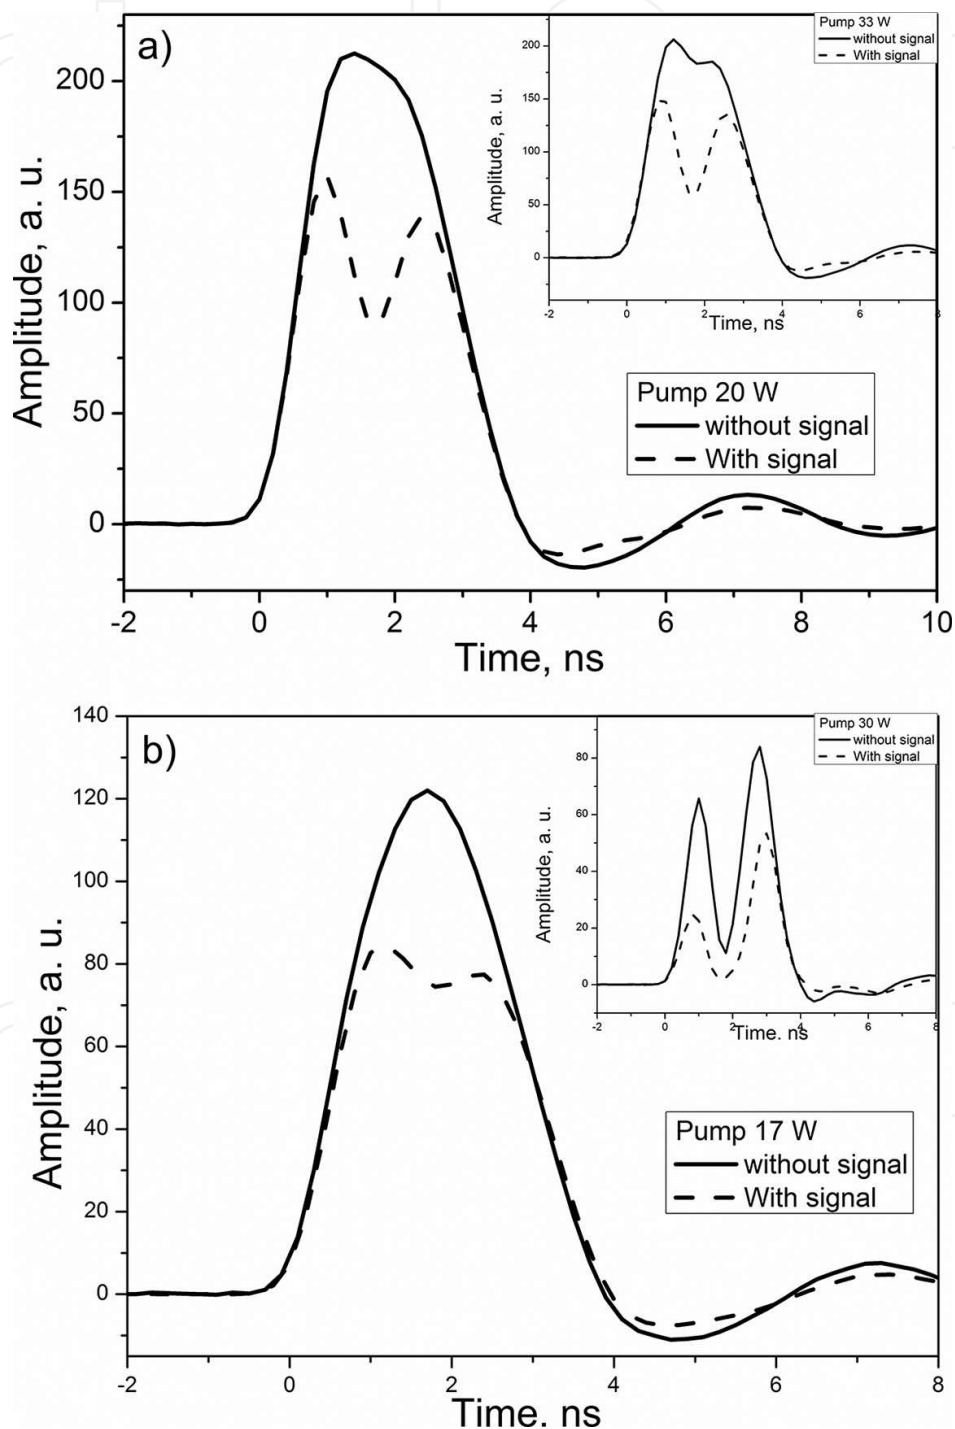 a)
Amplitude, a. u.
200
150
100
50
0
-2 0 2 4 6 8 10
Time, ns
Pump 20 W
without signal
With signal
Pump 33 W
without signal
With signal
Amplitude, a. u.
200
150
100
50
0
-2 0 2 4 6 8
Time, ns
b)
Amplitude, a. u.
140
120
100
80
60
40
20
0
-2 0 2 4 6 8
Time. ns
Pump 17 W
without signal
With signal
Pump 30 W
without signal
With signal
Amplitude, a. u.
80
60
40
20
0
-2 0 2 4 6 8
Time. ns